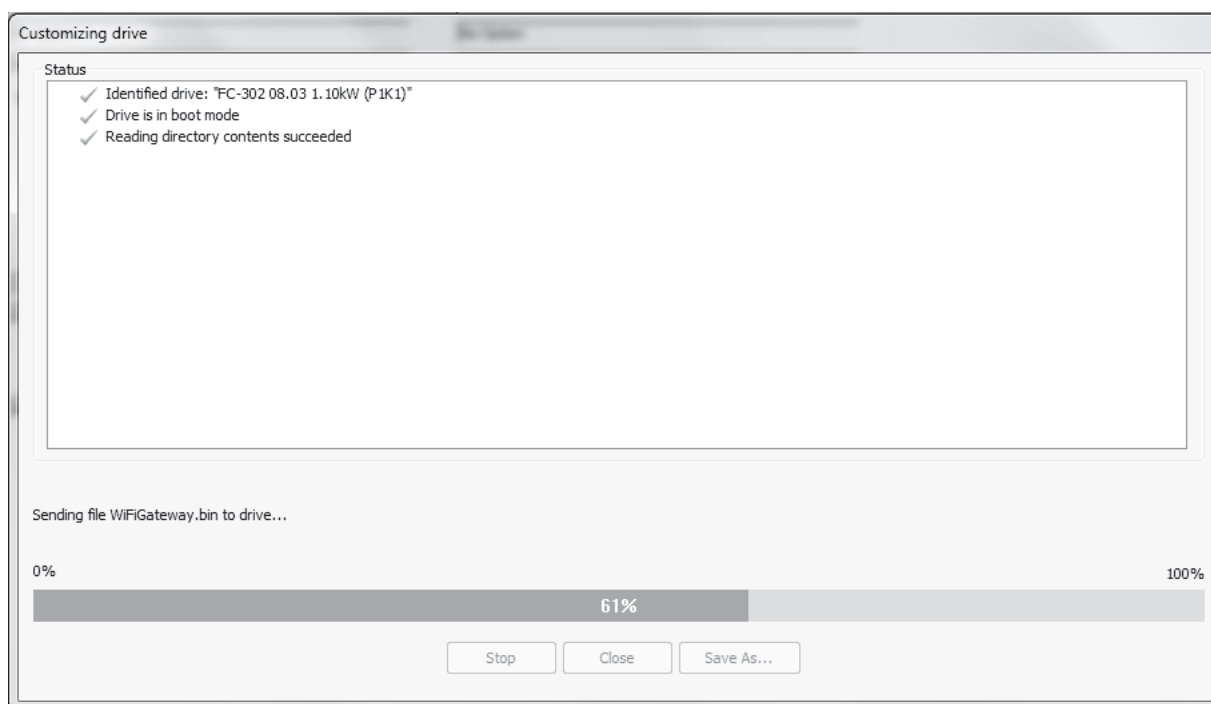 Customizing drive
Status
Identified drive: "FC-302 08.03 1.10kW (P1K1)"
Drive is in boot mode
Reading directory contents succeeded
Sending file WiFiGateway.bin to drive...
0%
100%
61%
Stop
Close
Save As...